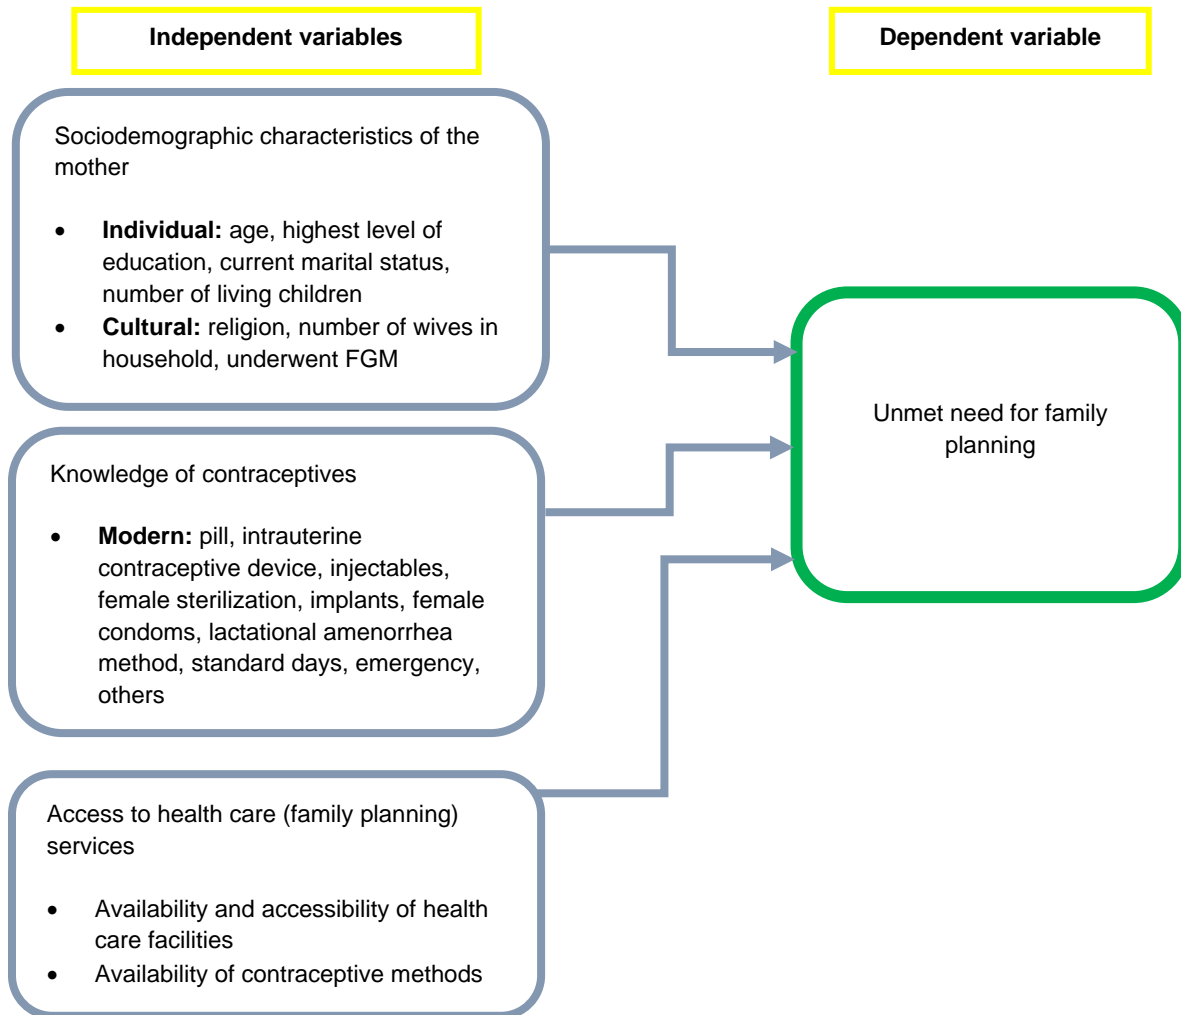 Independent variables
Dependent variable
Sociodemographic characteristics of the
mother
• Individual: age, highest level of
education, current marital status,
number of living children
• Cultural: religion, number of wives in
household, underwent FGM
Knowledge of contraceptives
• Modern: pill, intrauterine
contraceptive device, injectables,
female sterilization, implants, female
condoms, lactational amenorrhea
method, standard days, emergency,
others
Access to health care (family planning)
services
• Availability and accessibility of health
care facilities
• Availability of contraceptive methods
Unmet need for family
planning